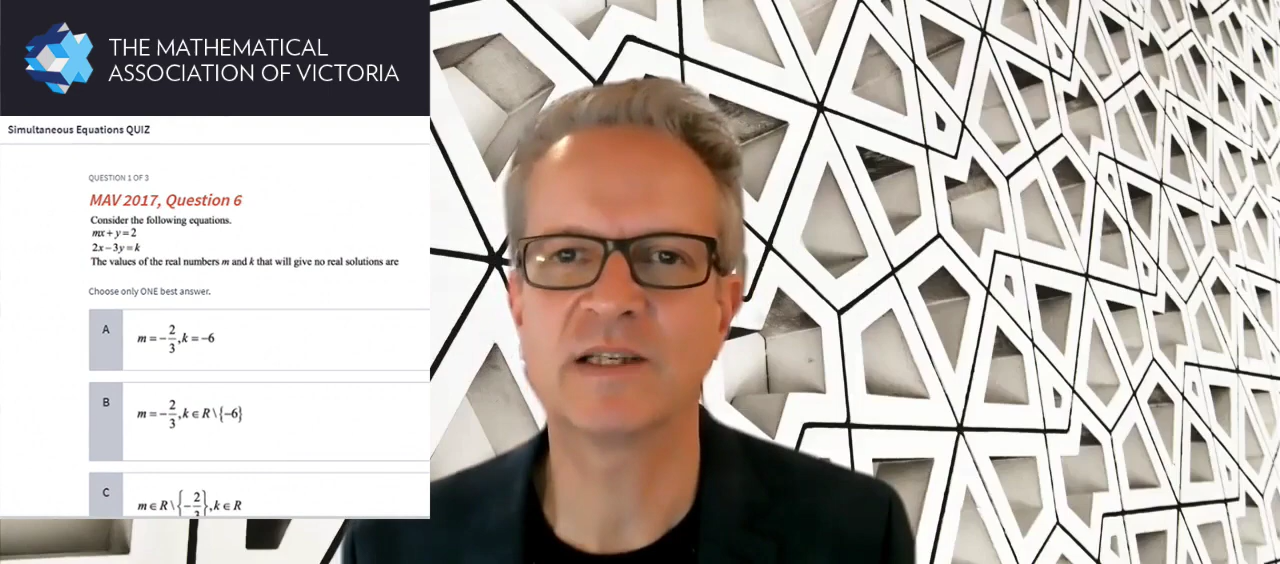 THE MATHEMATICAL
ASSOCIATION OF VICTORIA
Simultaneous Equations QUIZ
QUESTION 1 OF 3
MAV 2017, Question 6
Consider the following equations.
mx + y = 2
2x − 3y = k
The values of the real numbers m and k that will give no real solutions are
Choose only ONE best answer.
A
m = −2/3, k = −6
B
m = −2/3, k ∈ R \ {−6}
C
m ∈ R \ {−2/3}, k ∈ R